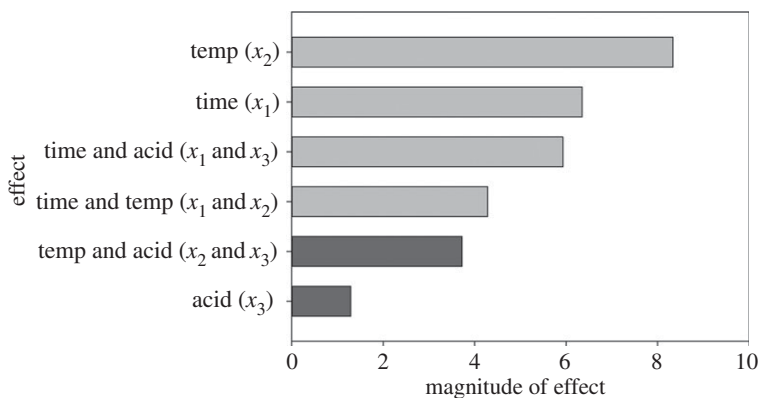 temp (x₂)
time (x₁)
time and acid (x₁ and x₃)
time and temp (x₁ and x₂)
temp and acid (x₂ and x₃)
acid (x₃)
effect
0 2 4 6 8 10
magnitude of effect